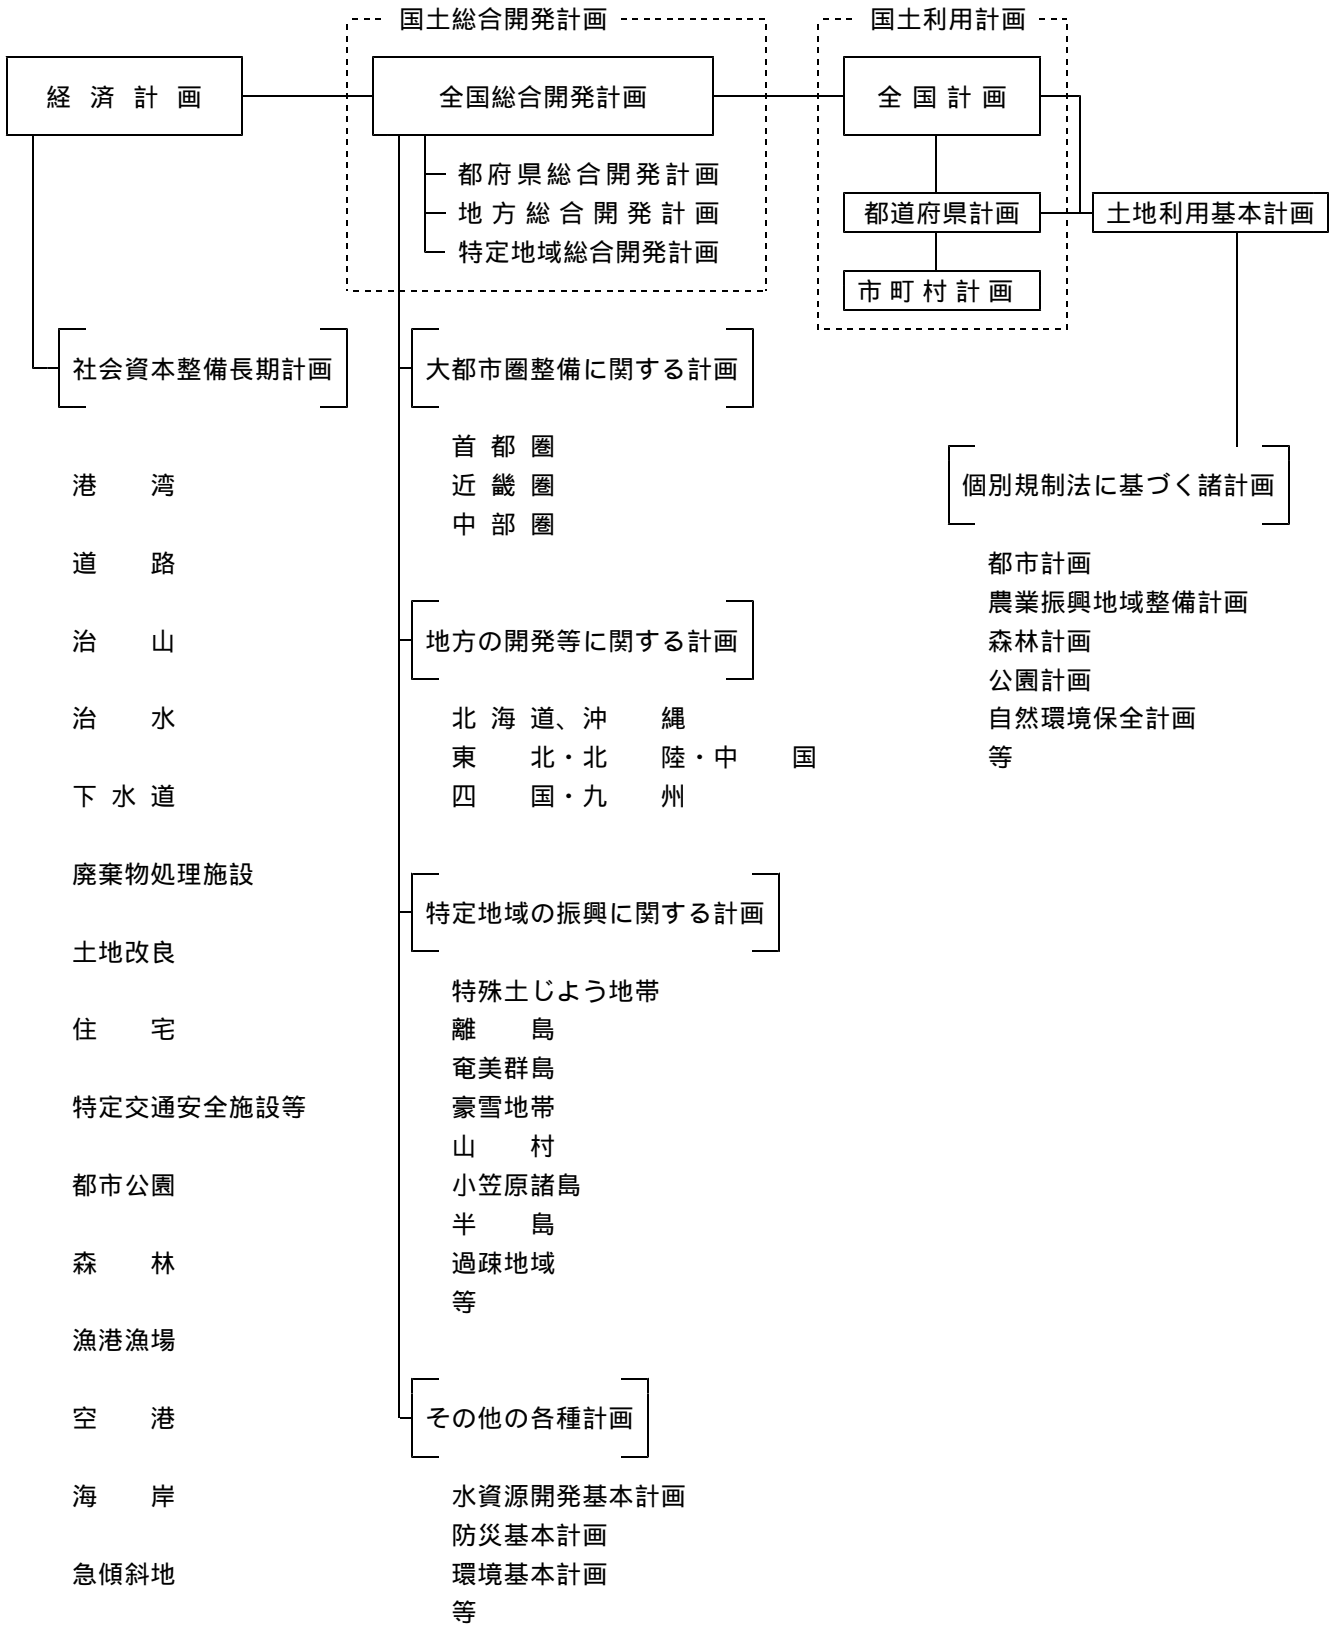 国土総合開発計画
国土利用計画
経済計画
全国総合開発計画
全国計画
都府県総合開発計画
地方総合開発計画
特定地域総合開発計画
都道府県計画
土地利用基本計画
市町村計画
社会資本整備長期計画
港湾
道路
治山
治水
下水道
廃棄物処理施設
土地改良
住宅
特定交通安全施設等
都市公園
森林
漁港漁場
空港
海岸
急傾斜地
大都市圏整備に関する計画
首都圏
近畿圏
中部圏
地方の開発等に関する計画
北海道、沖縄
東北・北陸・中国
四国・九州
特定地域の振興に関する計画
特殊土じよう地帯
離島
奄美群島
豪雪地帯
山村
小笠原諸島
半島
過疎地域
等
その他の各種計画
水資源開発基本計画
防災基本計画
環境基本計画
等
個別規制法に基づく諸計画
都市計画
農業振興地域整備計画
森林計画
公園計画
自然環境保全計画
等